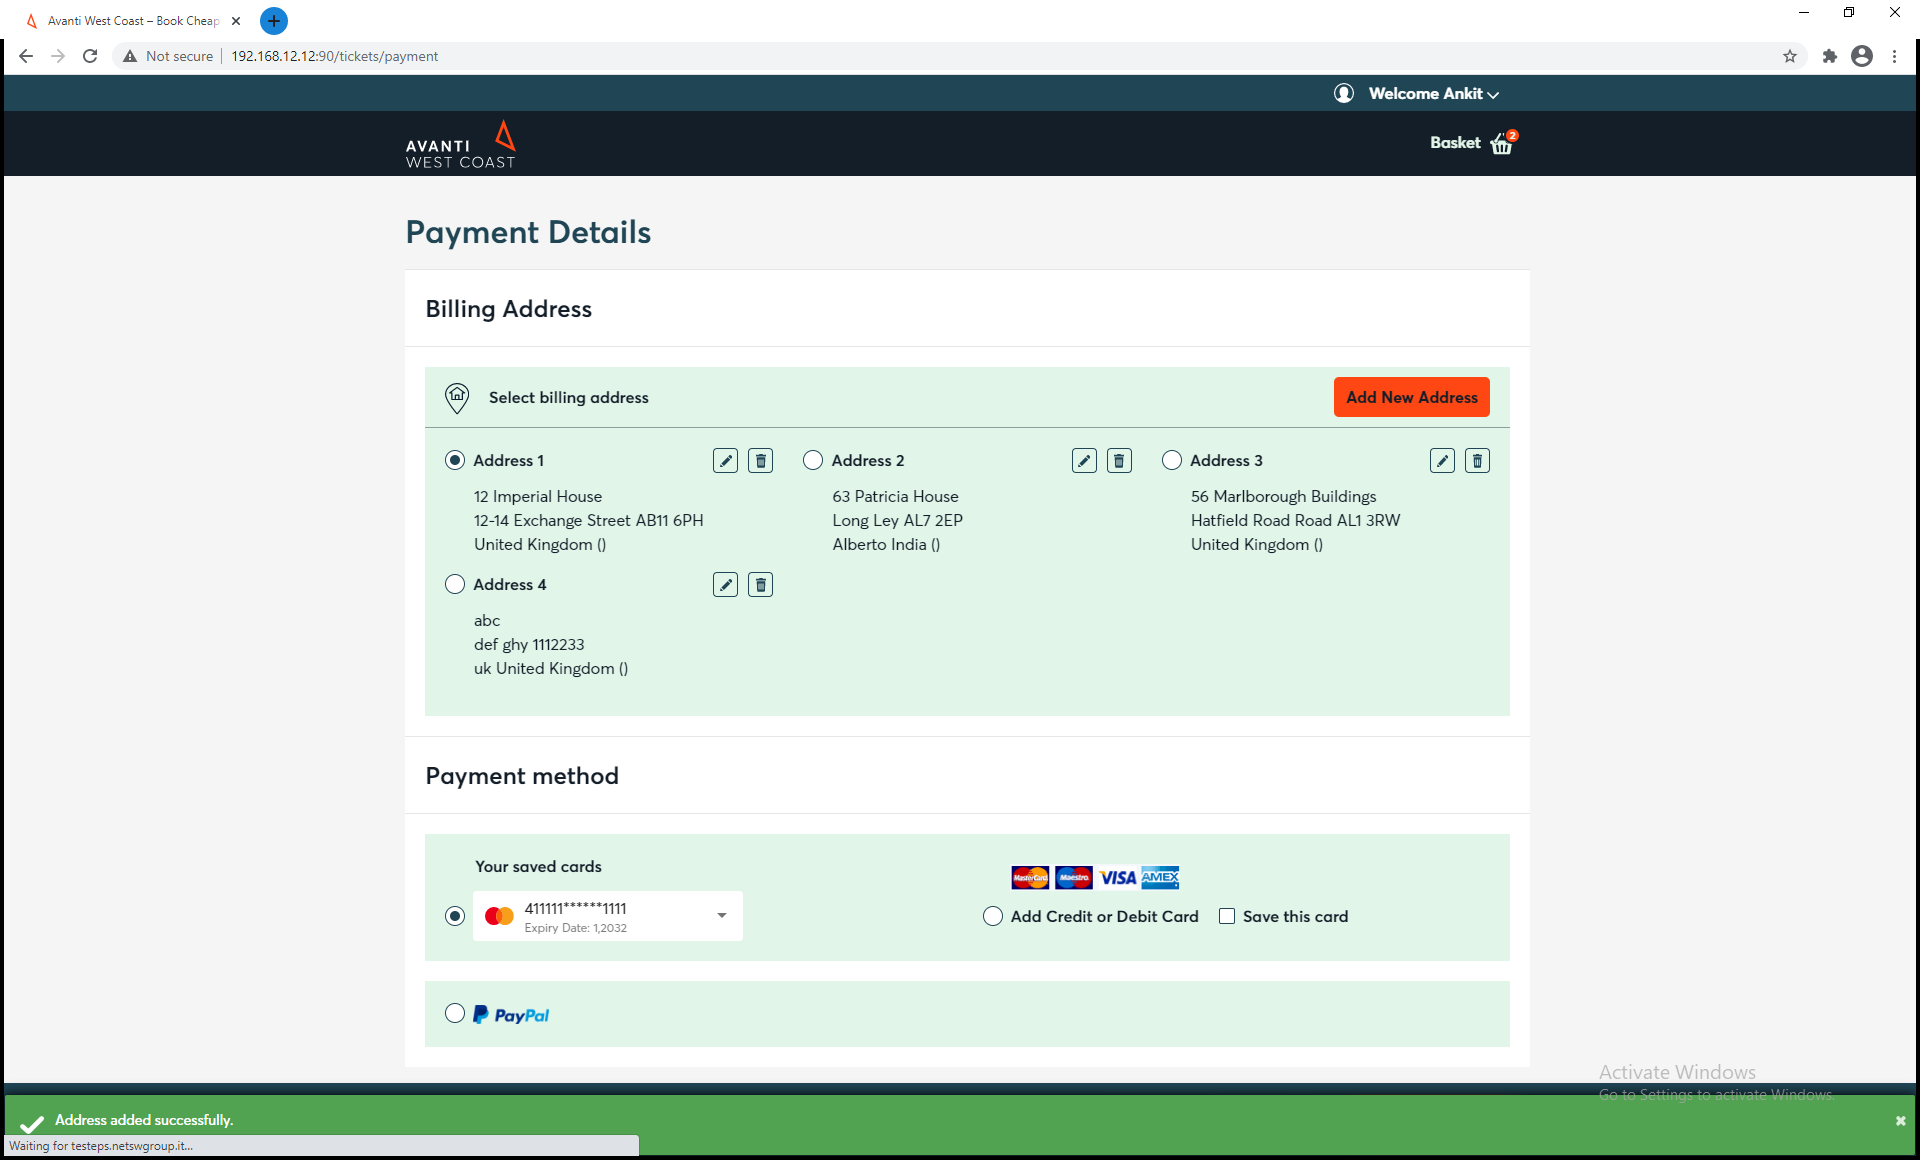 Avanti West Coast – Book Cheap
Not secure
192.168.12.12:90/tickets/payment
Welcome Ankit
AVANTI
WEST COAST
Basket 2
Payment Details
Billing Address
Select billing address
Add New Address
Address 1
12 Imperial House
12-14 Exchange Street AB11 6PH
United Kingdom ()
Address 2
63 Patricia House
Long Ley AL7 2EP
Alberto India ()
Address 3
56 Marlborough Buildings
Hatfield Road Road AL1 3RW
United Kingdom ()
Address 4
abc
def ghy 1112233
uk United Kingdom ()
Payment method
Your saved cards
411111******1111
Expiry Date: 1,2032
MasterCard Maestro VISA AMEX
Add Credit or Debit Card
Save this card
PayPal
Activate Windows
Go to Settings to activate Windows.
Address added successfully.
Waiting for testeps.netswgroup.it...